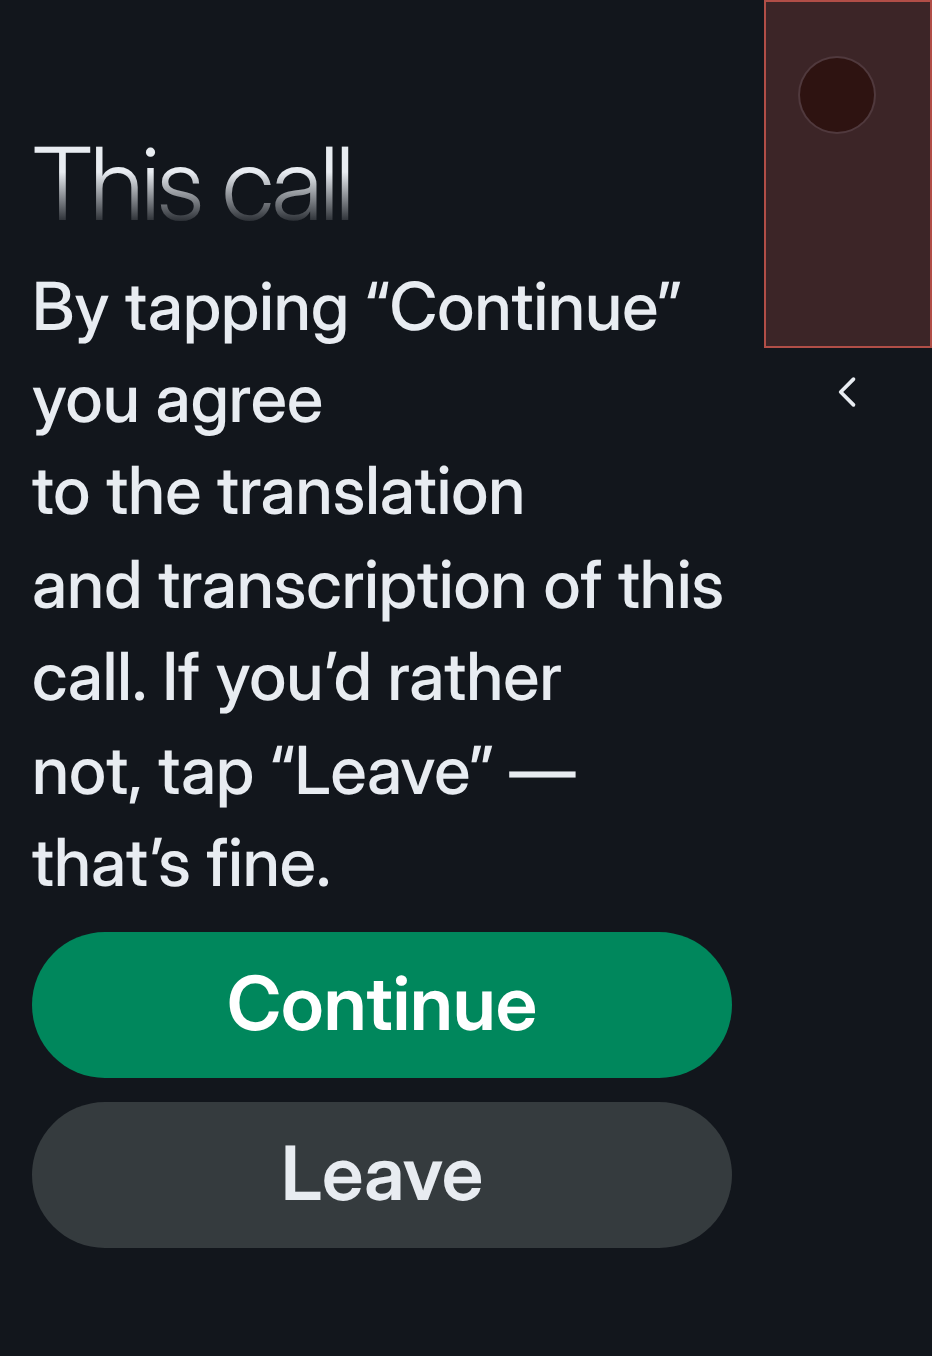 This call
By tapping “Continue”
you agree
to the translation
and transcription of this
call. If you’d rather
not, tap “Leave” —
that’s fine.
Continue
Leave